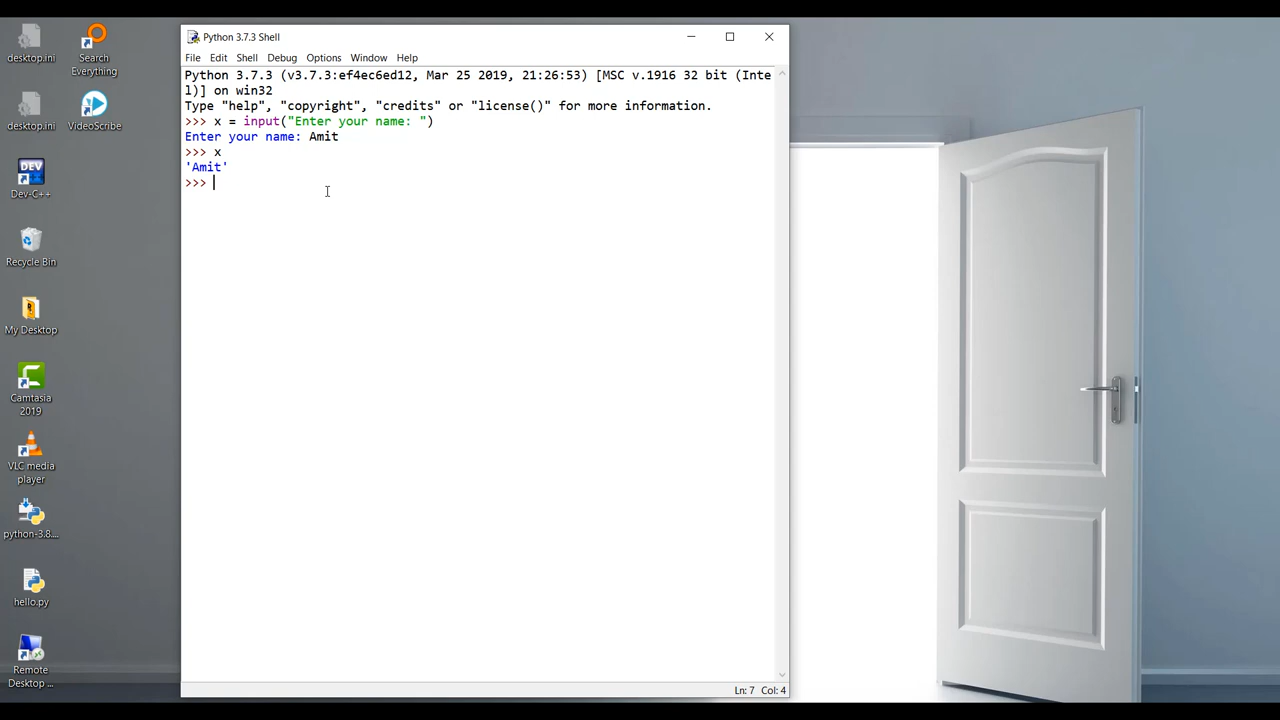 desktop.ini
Search
Everything
desktop.ini
VideoScribe
DEV
Dev-C++
Recycle Bin
My Desktop
Camtasia
2019
VLC media
player
python-3.8....
hello.py
Remote
Desktop ...
Python 3.7.3 Shell
File Edit Shell Debug Options Window Help
Python 3.7.3 (v3.7.3:ef4ec6ed12, Mar 25 2019, 21:26:53) [MSC v.1916 32 bit (Inte
l)] on win32
Type "help", "copyright", "credits" or "license()" for more information.
>>> x = input("Enter your name: ")
Enter your name: Amit
>>> x
'Amit'
>>>
Ln: 7 Col: 4